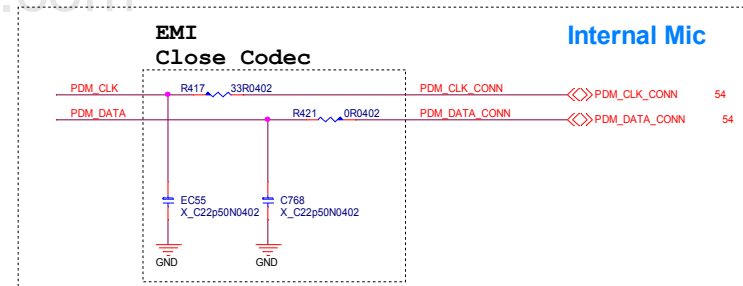 .com
EMI
Close Codec
Internal Mic
PDM_CLK R417 33R0402 PDM_CLK_CONN PDM_CLK_CONN 54
PDM_DATA R421 0R0402 PDM_DATA_CONN PDM_DATA_CONN 54
EC55 C768
X_C22p50N0402 X_C22p50N0402
GND GND